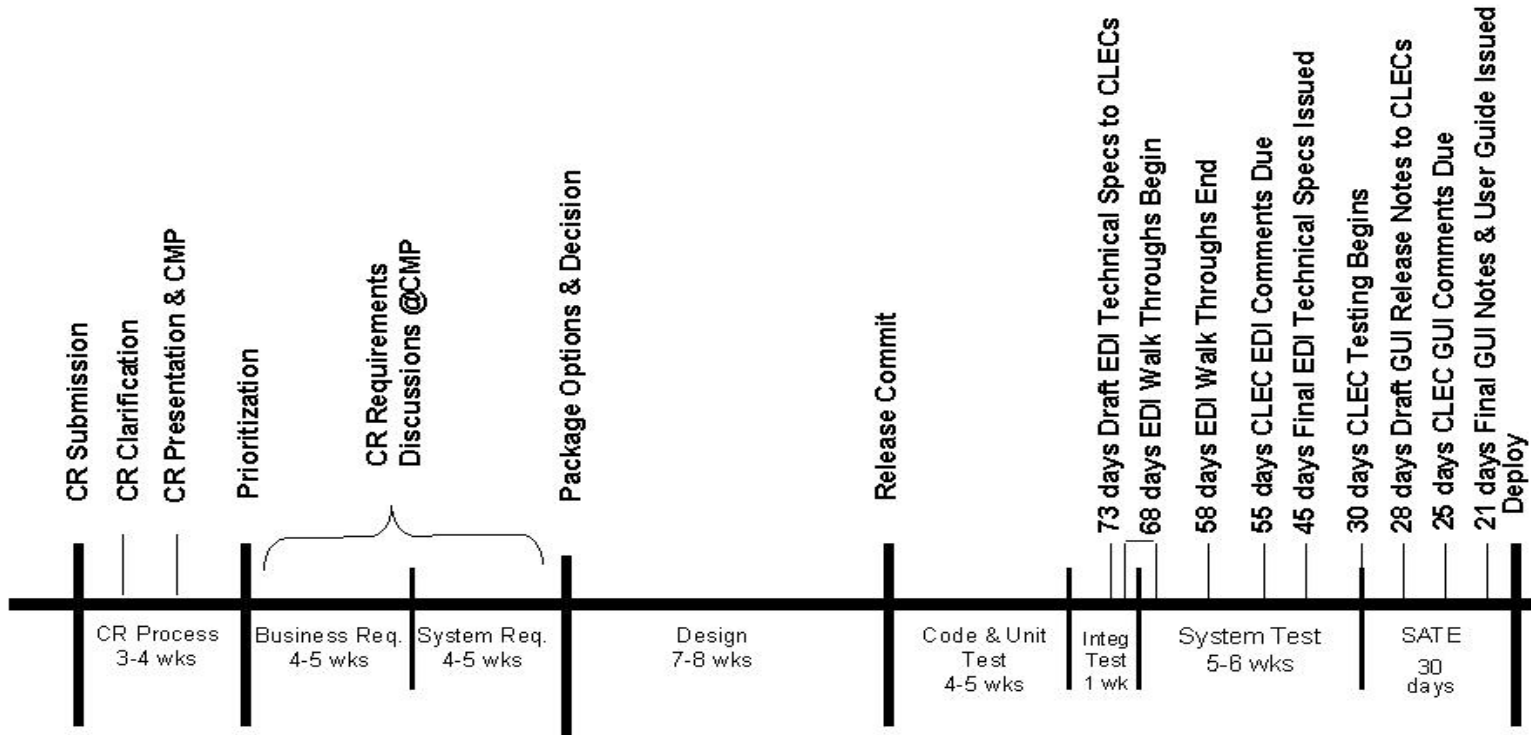 CR Submission
CR Clarification
CR Presentation & CMP
Prioritization
CR Requirements
Discussions @CMP
Package Options & Decision
Release Commit
73 days Draft EDI Technical Specs to CLECs
68 days EDI Walk Throughs Begin
58 days EDI Walk Throughs End
55 days CLEC EDI Comments Due
45 days Final EDI Technical Specs Issued
30 days CLEC Testing Begins
28 days Draft GUI Release Notes to CLECs
25 days CLEC GUI Comments Due
21 days Final GUI Notes & User Guide Issued
Deploy
CR Process
3-4 wks
Business Req.
4-5 wks
System Req.
4-5 wks
Design
7-8 wks
Code & Unit
Test
4-5 wks
Integ
Test
1 wk
System Test
5-6 wks
SATE
30
days